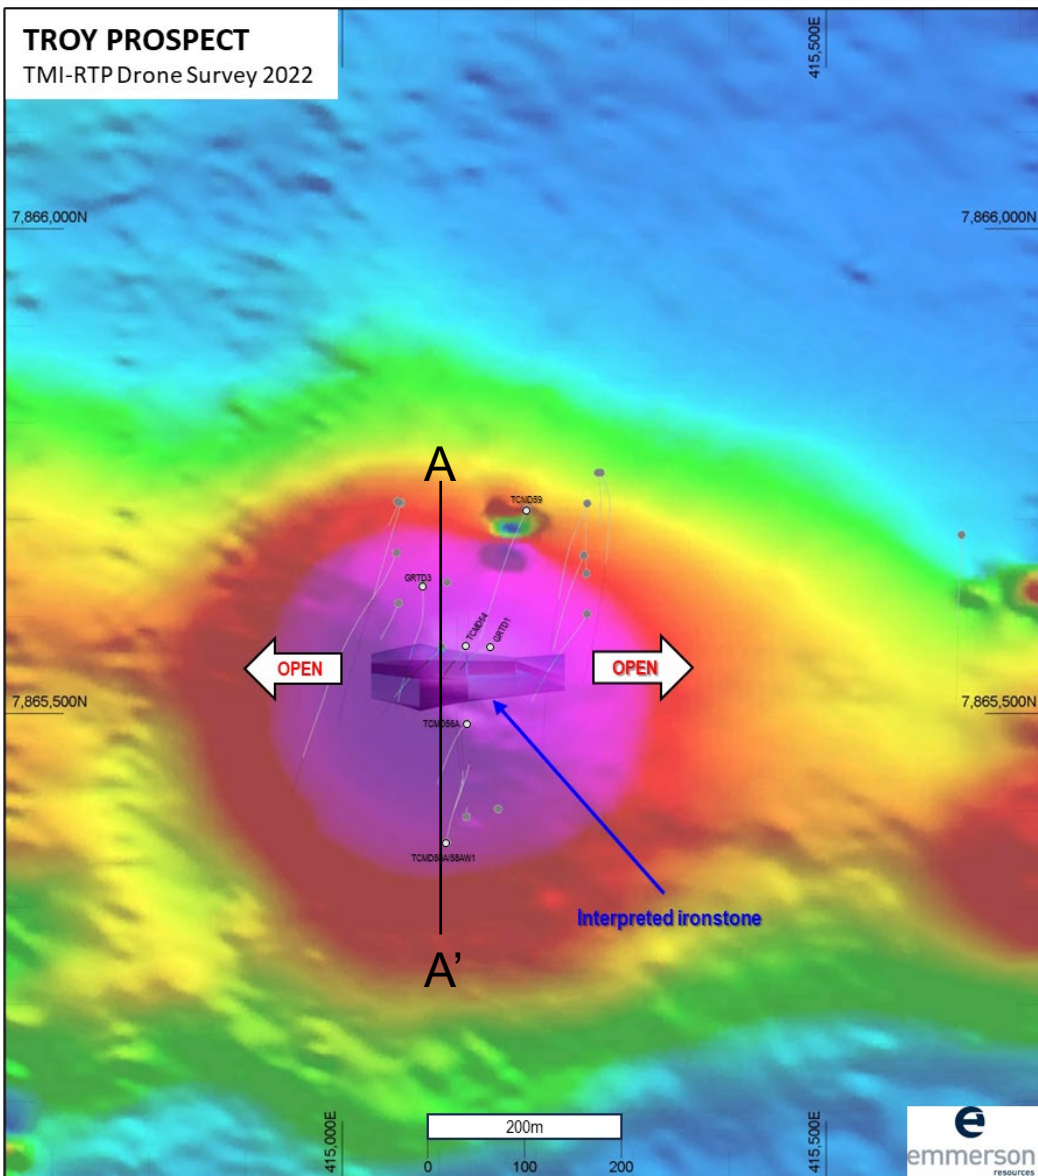 TROY PROSPECT
TMI-RTP Drone Survey 2022
415,500E
7,866,000N
7,866,000N
A
TCMD59
GRTD3
TCMD54
GRTD1
OPEN
OPEN
7,865,500N
7,865,500N
TCMD56A
TCMD58A/58AW1
Interpreted ironstone
A’
415,000E
415,500E
200m
0
100
200
e
emmerson
resources